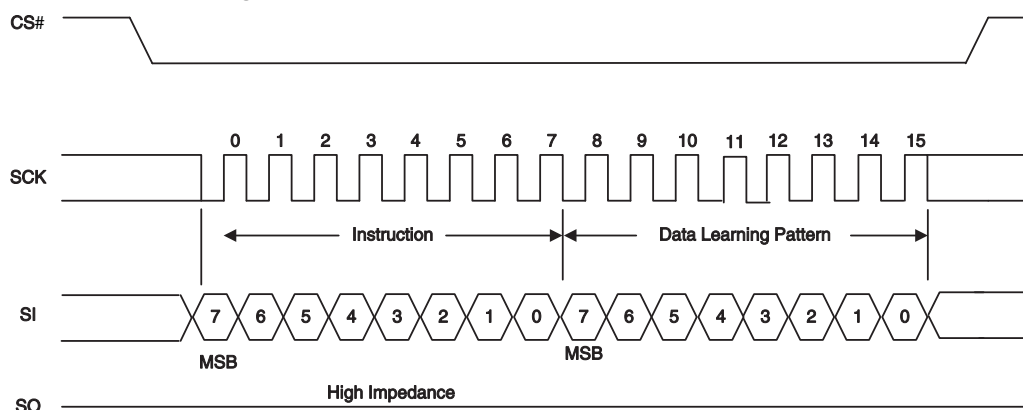 CS#
0 1 2 3 4 5 6 7 8 9 10 11 12 13 14 15
SCK
Instruction Data Learning Pattern
SI 7 6 5 4 3 2 1 0 7 6 5 4 3 2 1 0
MSB MSB
High Impedance
SO